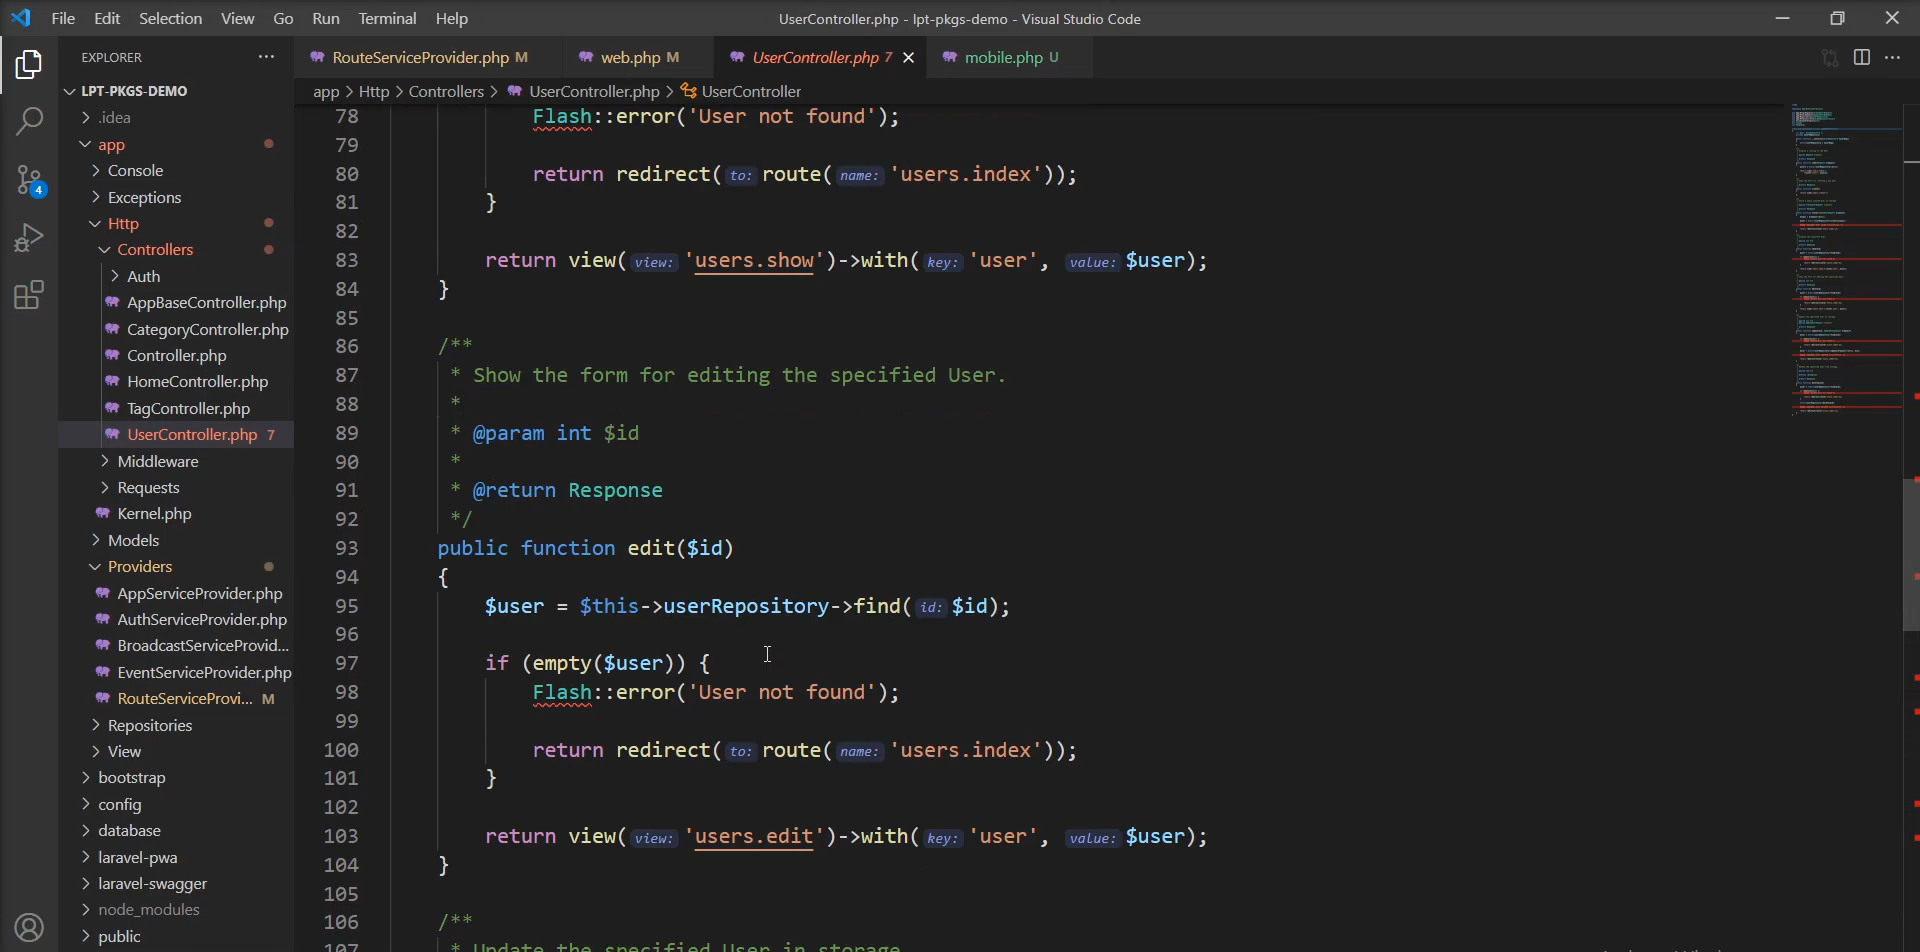 File Edit Selection View Go Run Terminal Help
UserController.php - lpt-pkgs-demo - Visual Studio Code
EXPLORER ···
RouteServiceProvider.php M
web.php M
UserController.php 7
mobile.php U
app > Http > Controllers > UserController.php > UserController
4
LPT-PKGS-DEMO
.idea
app
Console
Exceptions
Http
Controllers
Auth
AppBaseController.php
CategoryController.php
Controller.php
HomeController.php
TagController.php
UserController.php 7
Middleware
Requests
Kernel.php
Models
Providers
AppServiceProvider.php
AuthServiceProvider.php
BroadcastServiceProvid...
EventServiceProvider.php
RouteServiceProvi... M
Repositories
View
bootstrap
config
database
laravel-pwa
laravel-swagger
node_modules
public
78 Flash::error('User not found');
79
80 return redirect(to: route(name: 'users.index'));
81 }
82
83 return view(view: 'users.show')->with(key: 'user', value: $user);
84 }
85
86 /**
87 * Show the form for editing the specified User.
88 *
89 * @param int $id
90 *
91 * @return Response
92 */
93 public function edit($id)
94 {
95 $user = $this->userRepository->find(id: $id);
96
97 if (empty($user)) {
98 Flash::error('User not found');
99
100 return redirect(to: route(name: 'users.index'));
101 }
102
103 return view(view: 'users.edit')->with(key: 'user', value: $user);
104 }
105
106 /**
107 * Update the specified User in storage